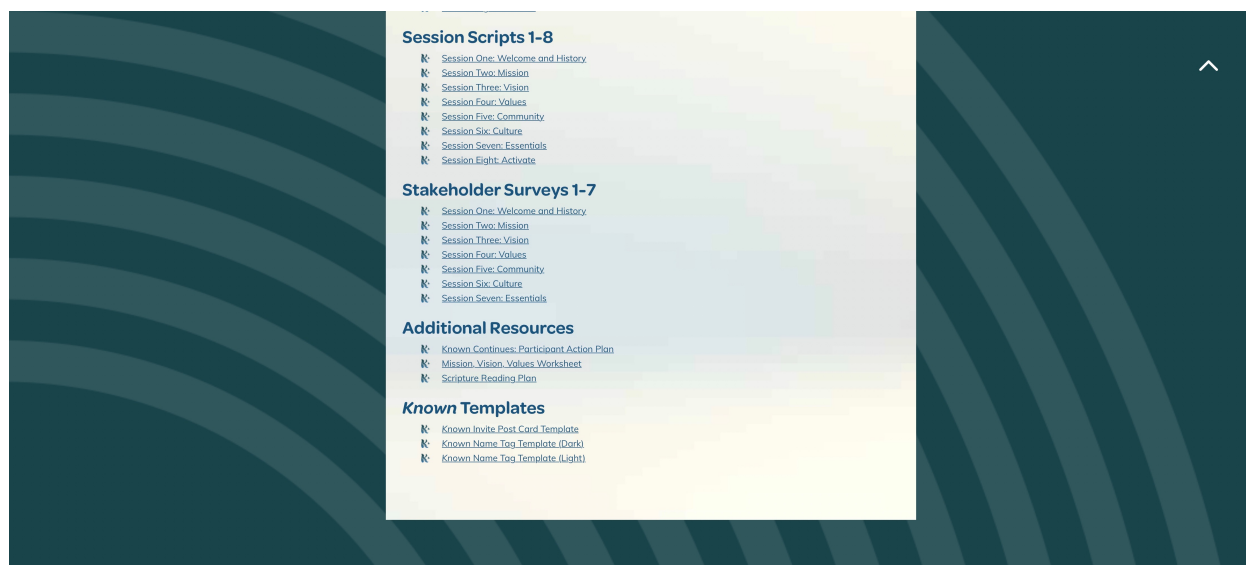 Session Scripts 1-8
Session One: Welcome and History
Session Two: Mission
Session Three: Vision
Session Four: Values
Session Five: Community
Session Six: Culture
Session Seven: Essentials
Session Eight: Activate
Stakeholder Surveys 1-7
Session One: Welcome and History
Session Two: Mission
Session Three: Vision
Session Four: Values
Session Five: Community
Session Six: Culture
Session Seven: Essentials
Additional Resources
Known Continues: Participant Action Plan
Mission, Vision, Values Worksheet
Scripture Reading Plan
Known Templates
Known Invite Post Card Template
Known Name Tag Template (Dark)
Known Name Tag Template (Light)